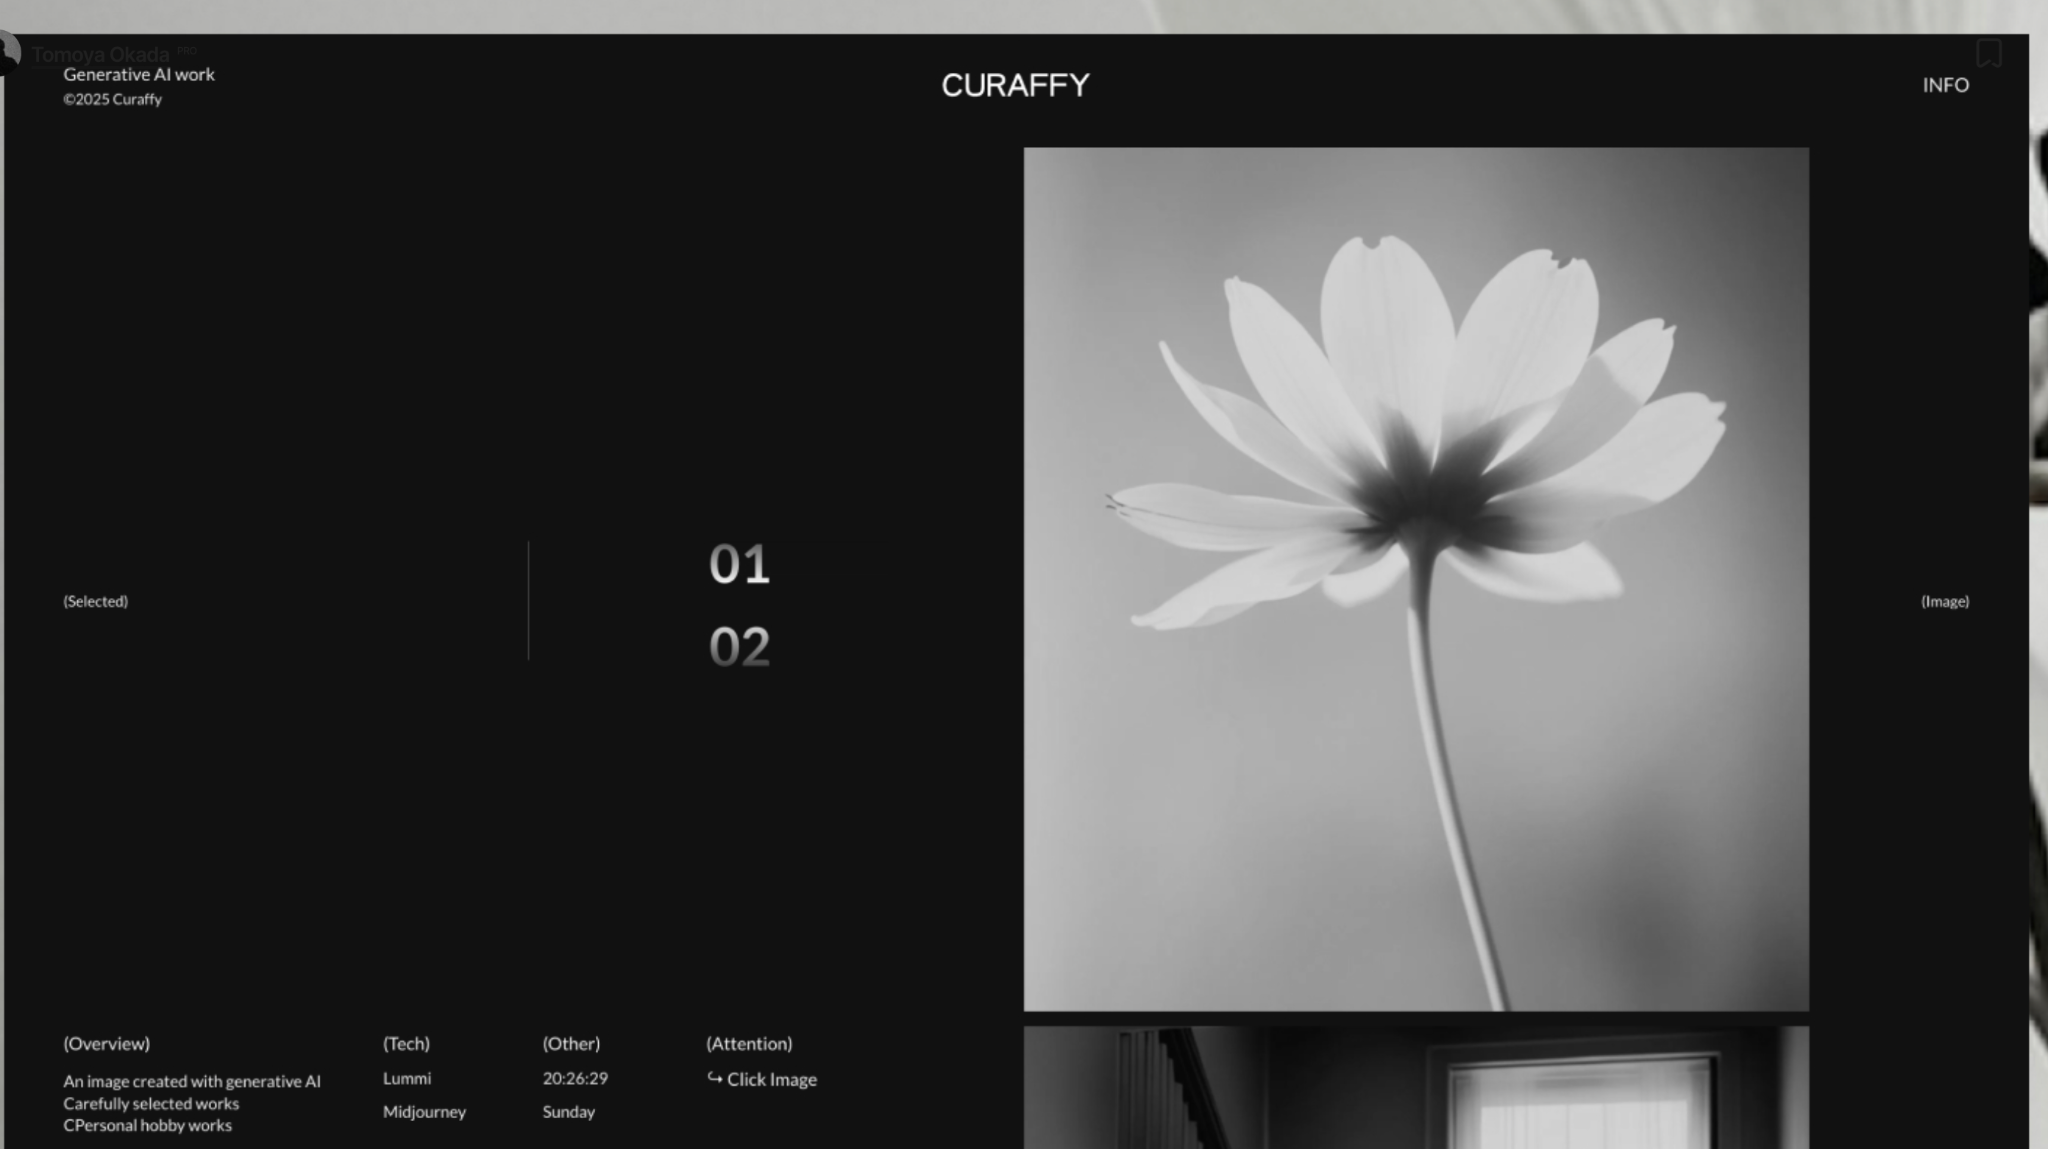 Tomoya Okada PRO
Generative AI work
©2025 Curaffy
CURAFFY
INFO
01
02
(Selected)
(Image)
(Overview)
An image created with generative AI
Carefully selected works
CPersonal hobby works
(Tech)
Lummi
Midjourney
(Other)
20:26:29
Sunday
(Attention)
↪ Click Image